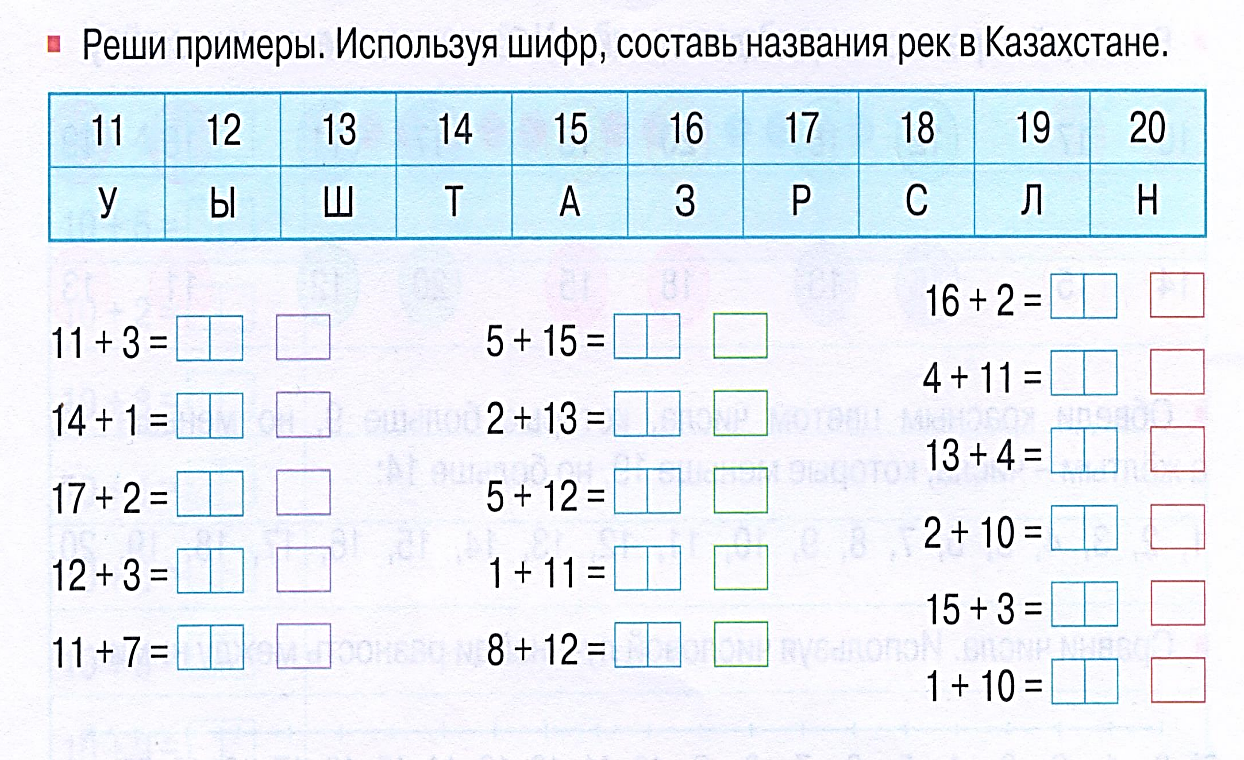 Реши примеры. Используя шифр, составь названия рек в Казахстане.
11 12 13 14 15 16 17 18 19 20
У Ы Ш Т А З Р С Л Н
11 + 3 =
14 + 1 =
17 + 2 =
12 + 3 =
11 + 7 =
5 + 15 =
2 + 13 =
5 + 12 =
1 + 11 =
8 + 12 =
16 + 2 =
4 + 11 =
13 + 4 =
2 + 10 =
15 + 3 =
1 + 10 =